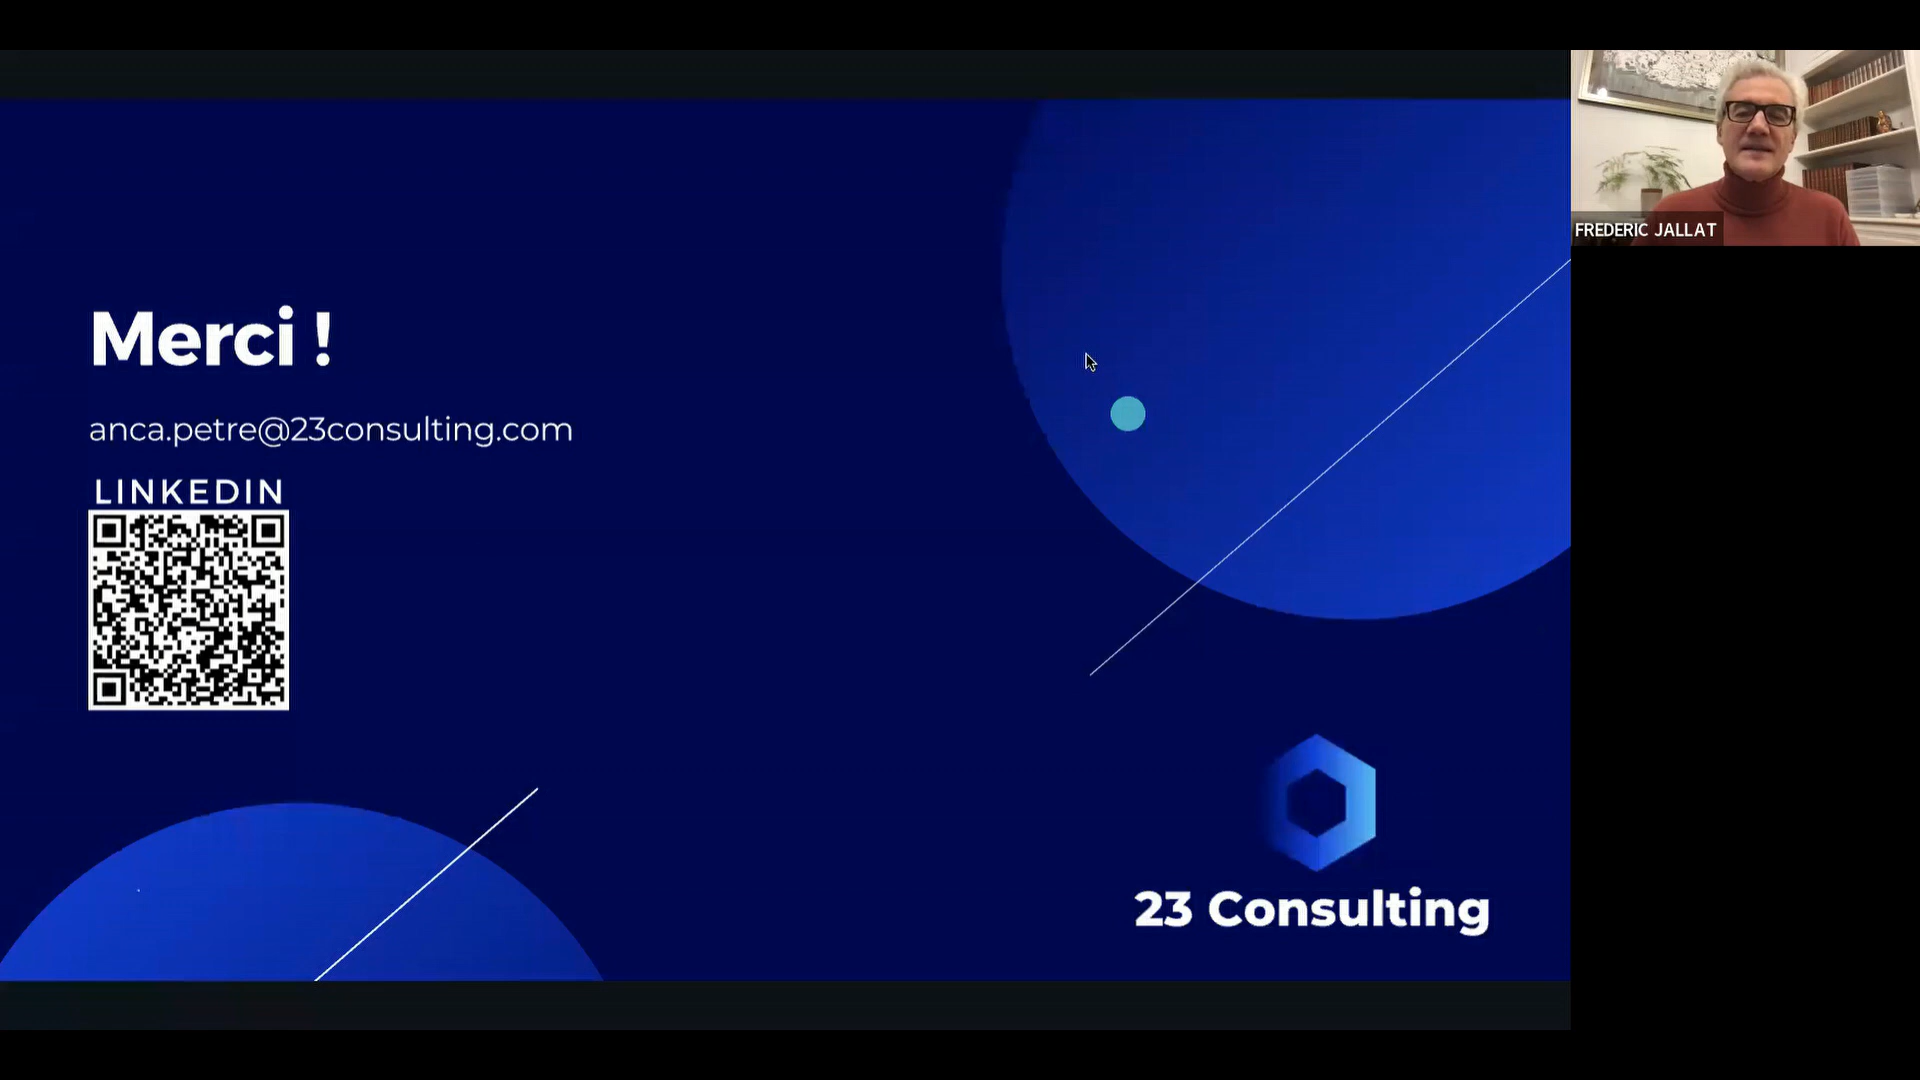 Merci !
anca.petre@23consulting.com
LINKEDIN
23 Consulting
FREDERIC JALLAT